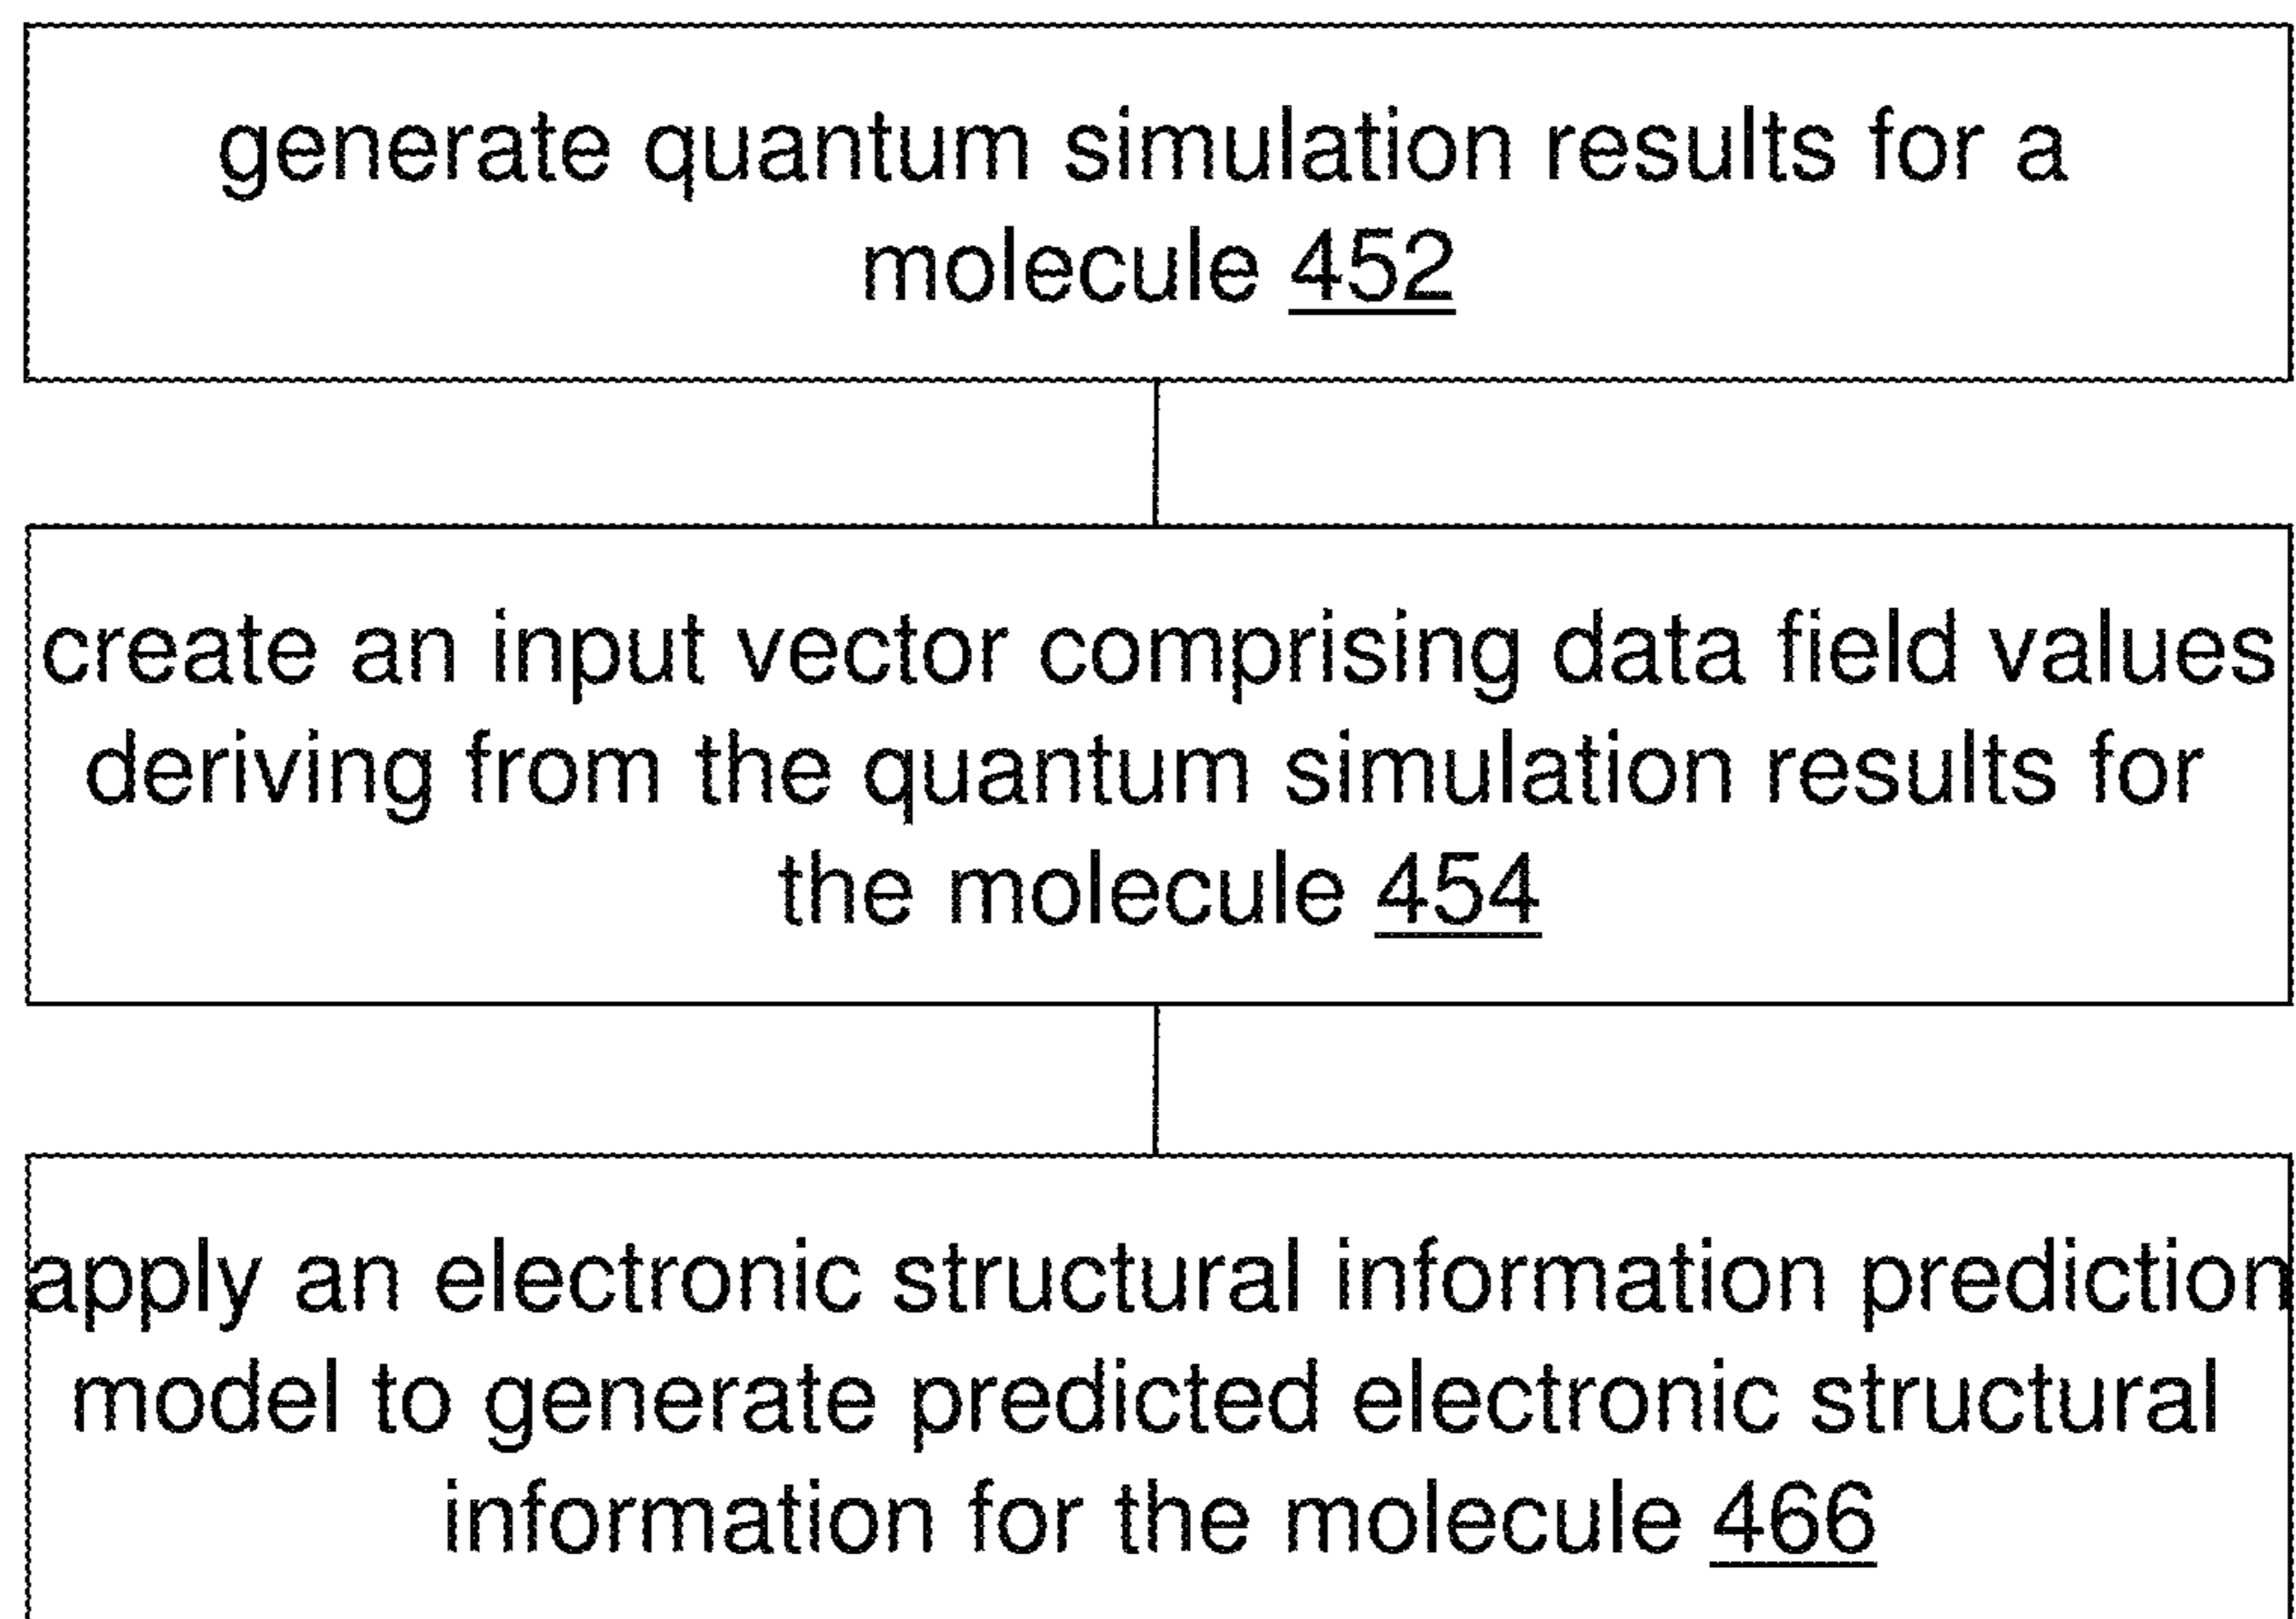 generate quantum simulation results for a
molecule 452
create an input vector comprising data field values
deriving from the quantum simulation results for
the molecule 454
apply an electronic structural information prediction
model to generate predicted electronic structural
information for the molecule 466